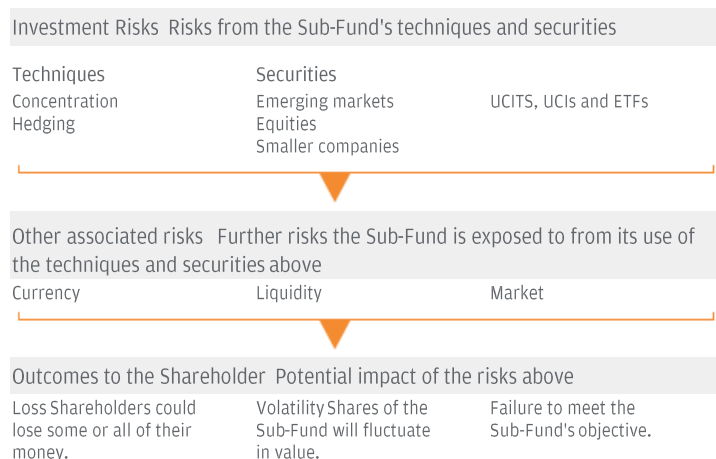 Investment Risks Risks from the Sub-Fund's techniques and securities
Techniques
Concentration
Hedging
Securities
Emerging markets
Equities
Smaller companies
UCITS, UCIs and ETFs
Other associated risks Further risks the Sub-Fund is exposed to from its use of
the techniques and securities above
Currency
Liquidity
Market
Outcomes to the Shareholder Potential impact of the risks above
Loss Shareholders could
lose some or all of their
money.
Volatility Shares of the
Sub-Fund will fluctuate
in value.
Failure to meet the
Sub-Fund's objective.